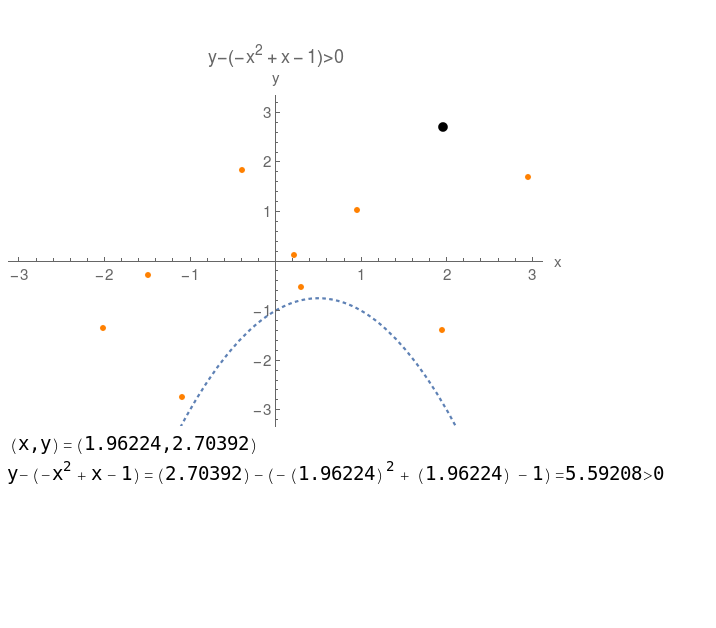 y−(−x²+x−1)>0
y
3
2
1
−3 −2 −1 1 2 3 x
−1
−2
−3
(x,y)=(1.96224,2.70392)
y−(−x²+x−1)=(2.70392)−(−(1.96224)²+(1.96224)−1)=5.59208>0